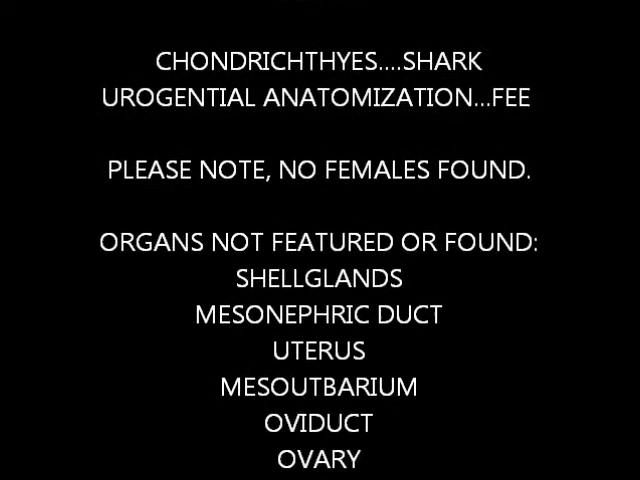 CHONDRICHTHYES....SHARK
UROGENTIAL ANATOMIZATION...FEE
PLEASE NOTE, NO FEMALES FOUND.
ORGANS NOT FEATURED OR FOUND:
SHELLGLANDS
MESONEPHRIC DUCT
UTERUS
MESOUTBARIUM
OVIDUCT
OVARY